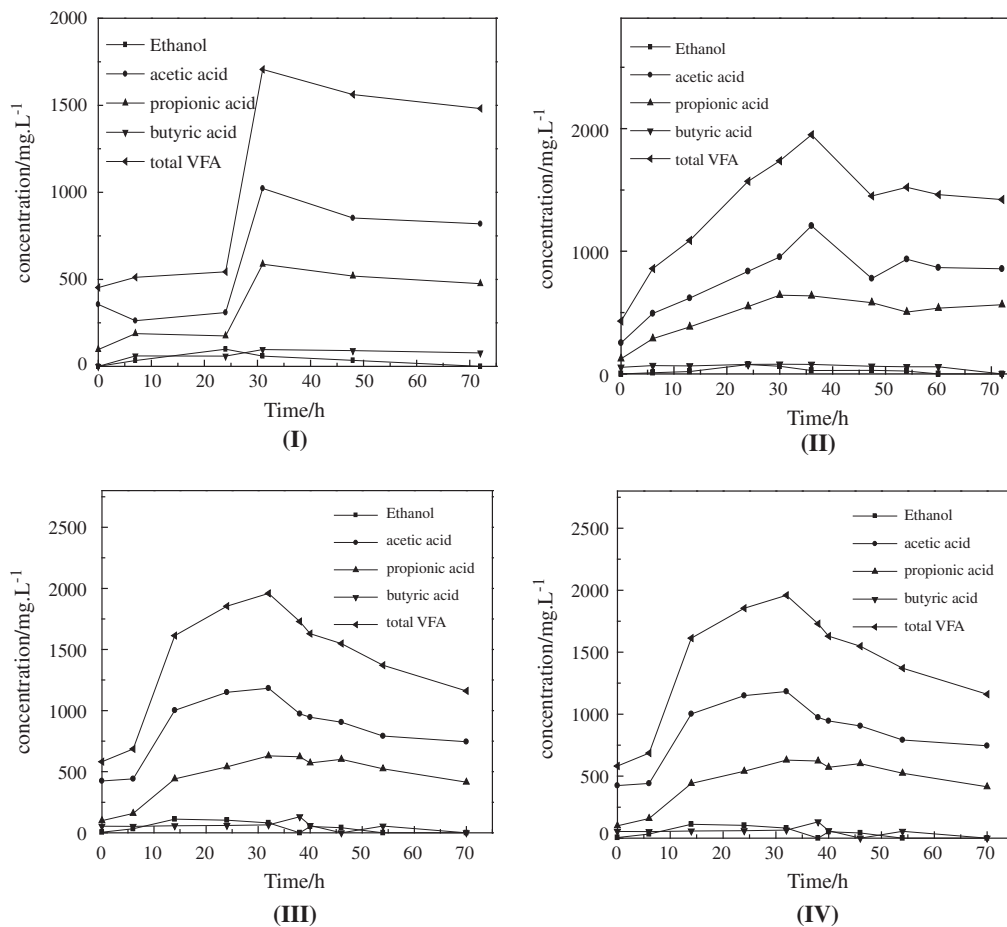 2000
1500
1000
500
0
concentration/mg.L⁻¹
Ethanol
acetic acid
propionic acid
butyric acid
total VFA
0 10 20 30 40 50 60 70
Time/h
(I)
2000
1000
0
concentration/mg.L⁻¹
Ethanol
acetic acid
propionic acid
butyric acid
total VFA
0 10 20 30 40 50 60 70
Time/h
(II)
2500
2000
1500
1000
500
0
concentration/mg.L⁻¹
Ethanol
acetic acid
propionic acid
butyric acid
total VFA
0 10 20 30 40 50 60 70
Time/h
(III)
2500
2000
1500
1000
500
0
concentration/mg.L⁻¹
Ethanol
acetic acid
propionic acid
butyric acid
total VFA
0 10 20 30 40 50 60 70
Time/h
(IV)